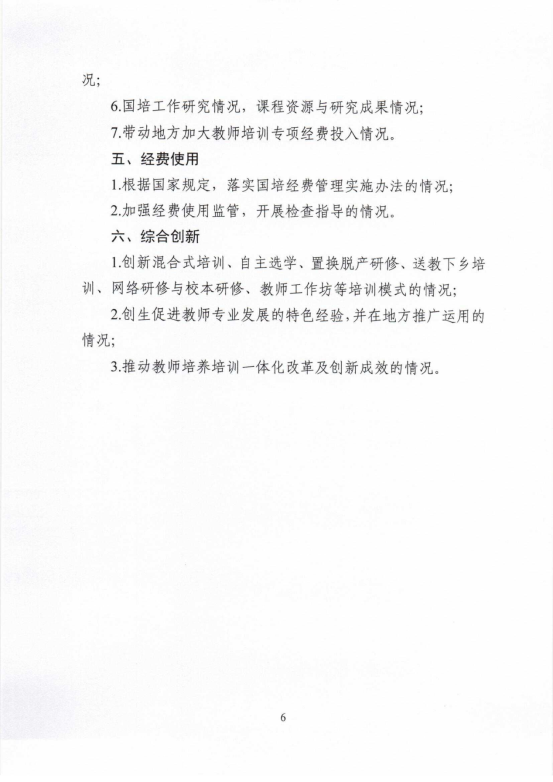 况;
6.国培工作研究情况，课程资源与研究成果情况;
7.带动地方加大教师培训专项经费投入情况。
五、经费使用
1.根据国家规定，落实国培经费管理实施办法的情况;
2.加强经费使用监管，开展检查指导的情况。
六、综合创新
1.创新混合式培训、自主选学、置换脱产研修、送教下乡培
训、网络研修与校本研修、教师工作坊等培训模式的情况;
2.创生促进教师专业发展的特色经验,并在地方推广运用的
情况;
3.推动教师培养培训一体化改革及创新成效的情况。
6